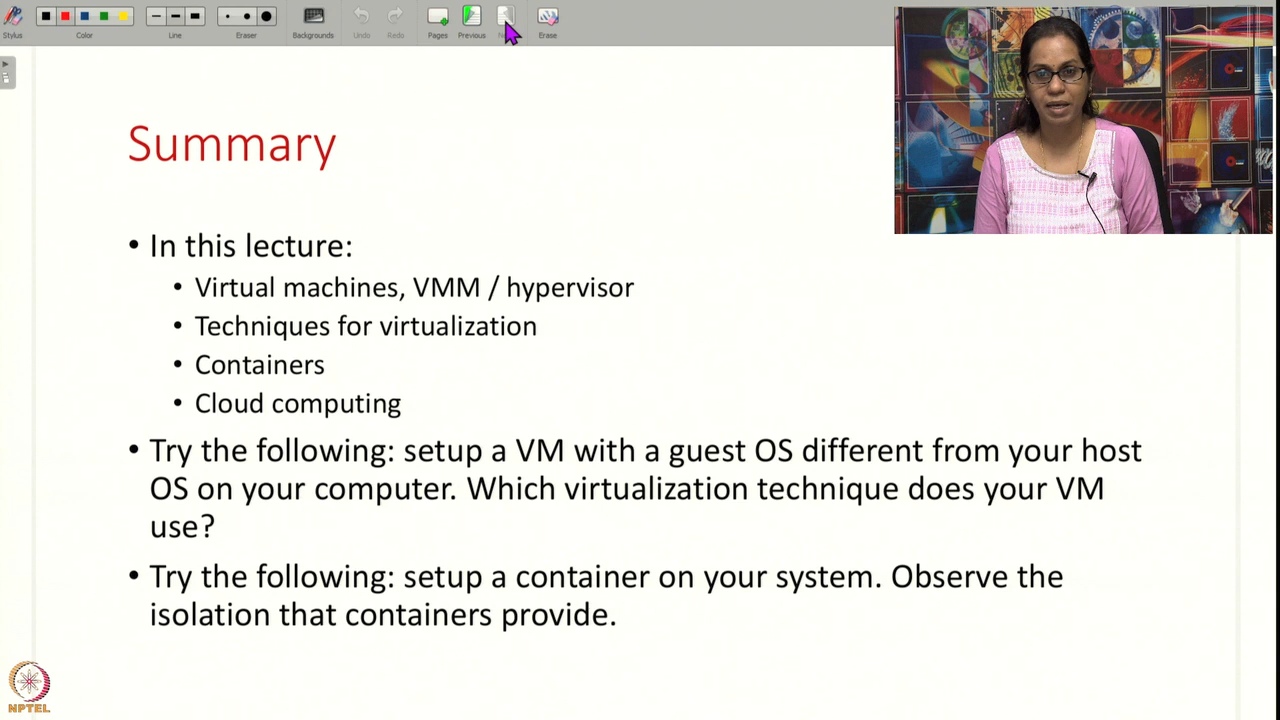 Stylus
Color
Line
Eraser
Backgrounds
Undo
Redo
Pages
Previous
Erase
Summary
• In this lecture:
• Virtual machines, VMM / hypervisor
• Techniques for virtualization
• Containers
• Cloud computing
• Try the following: setup a VM with a guest OS different from your host
OS on your computer. Which virtualization technique does your VM
use?
• Try the following: setup a container on your system. Observe the
isolation that containers provide.
NPTEL